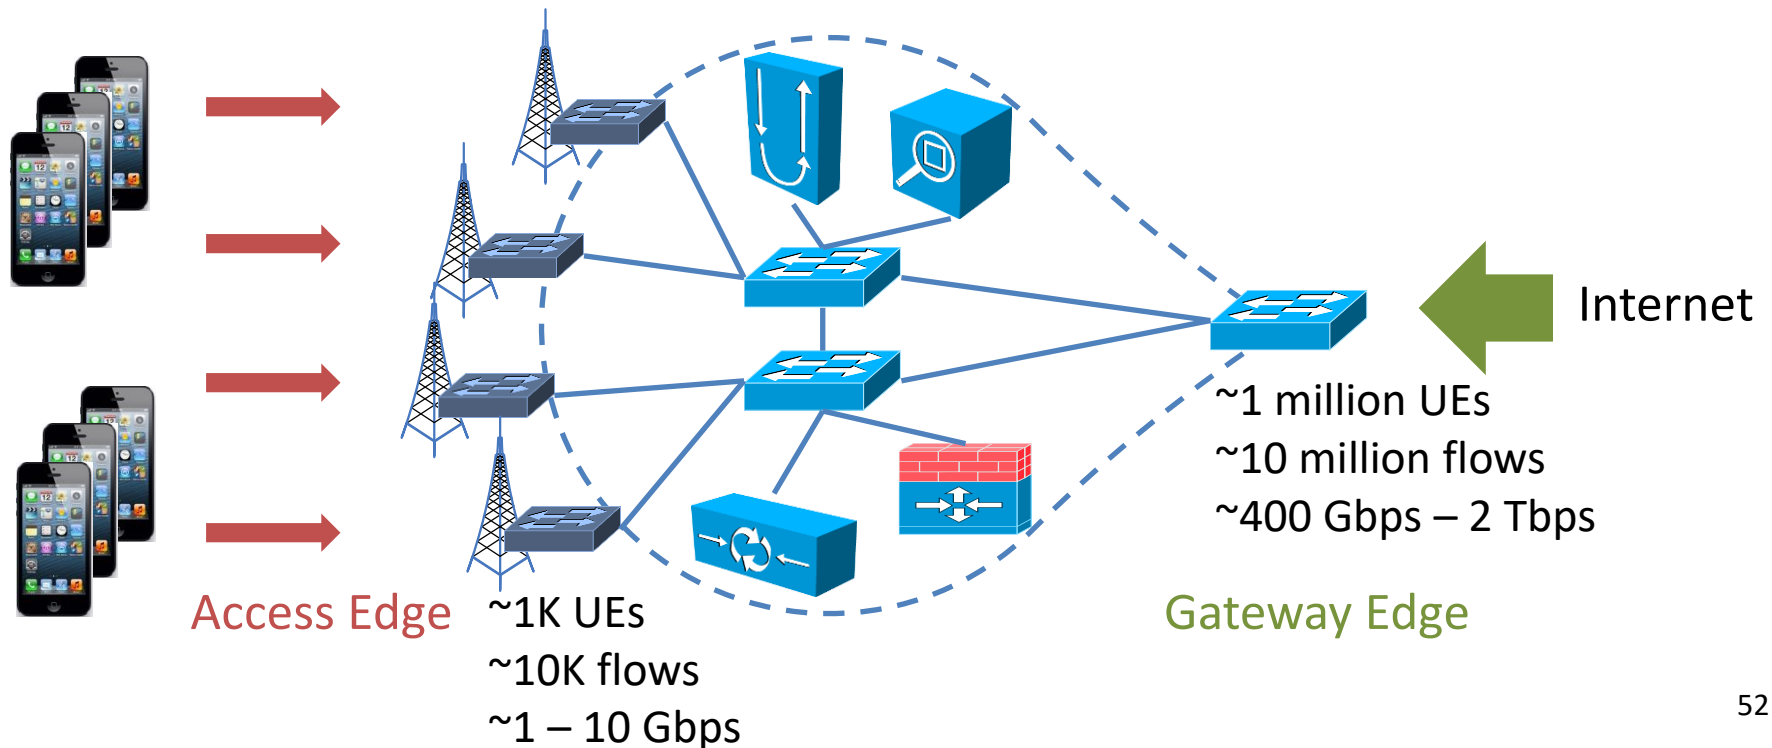 Internet
~1 million UEs
~10 million flows
~400 Gbps – 2 Tbps
Access Edge
~1K UEs
~10K flows
~1 – 10 Gbps
Gateway Edge
52